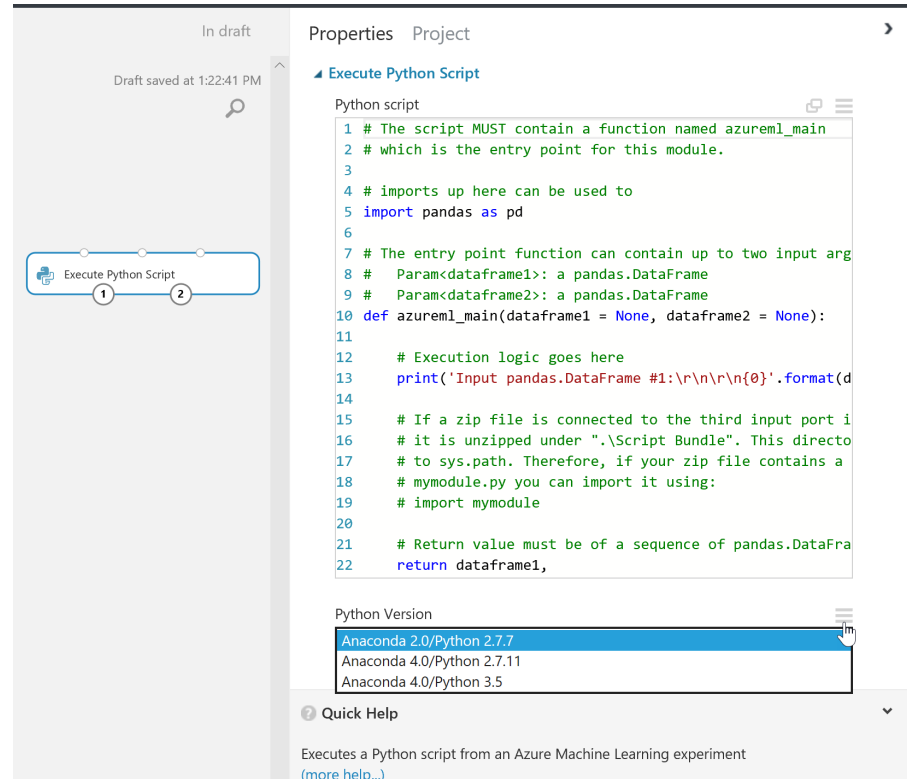 In draft
Draft saved at 1:22:41 PM
Execute Python Script
1
2
Properties Project
Execute Python Script
Python script
1 # The script MUST contain a function named azureml_main
2 # which is the entry point for this module.
3
4 # imports up here can be used to
5 import pandas as pd
6
7 # The entry point function can contain up to two input arg
8 #   Param<dataframe1>: a pandas.DataFrame
9 #   Param<dataframe2>: a pandas.DataFrame
10 def azureml_main(dataframe1 = None, dataframe2 = None):
11
12     # Execution logic goes here
13     print('Input pandas.DataFrame #1:\r\n\r\n{0}'.format(d
14
15     # If a zip file is connected to the third input port i
16     # it is unzipped under ".\Script Bundle". This directo
17     # to sys.path. Therefore, if your zip file contains a
18     # mymodule.py you can import it using:
19     # import mymodule
20
21     # Return value must be of a sequence of pandas.DataFra
22     return dataframe1,
Python Version
Anaconda 2.0/Python 2.7.7
Anaconda 4.0/Python 2.7.11
Anaconda 4.0/Python 3.5
? Quick Help
Executes a Python script from an Azure Machine Learning experiment
(more help...)